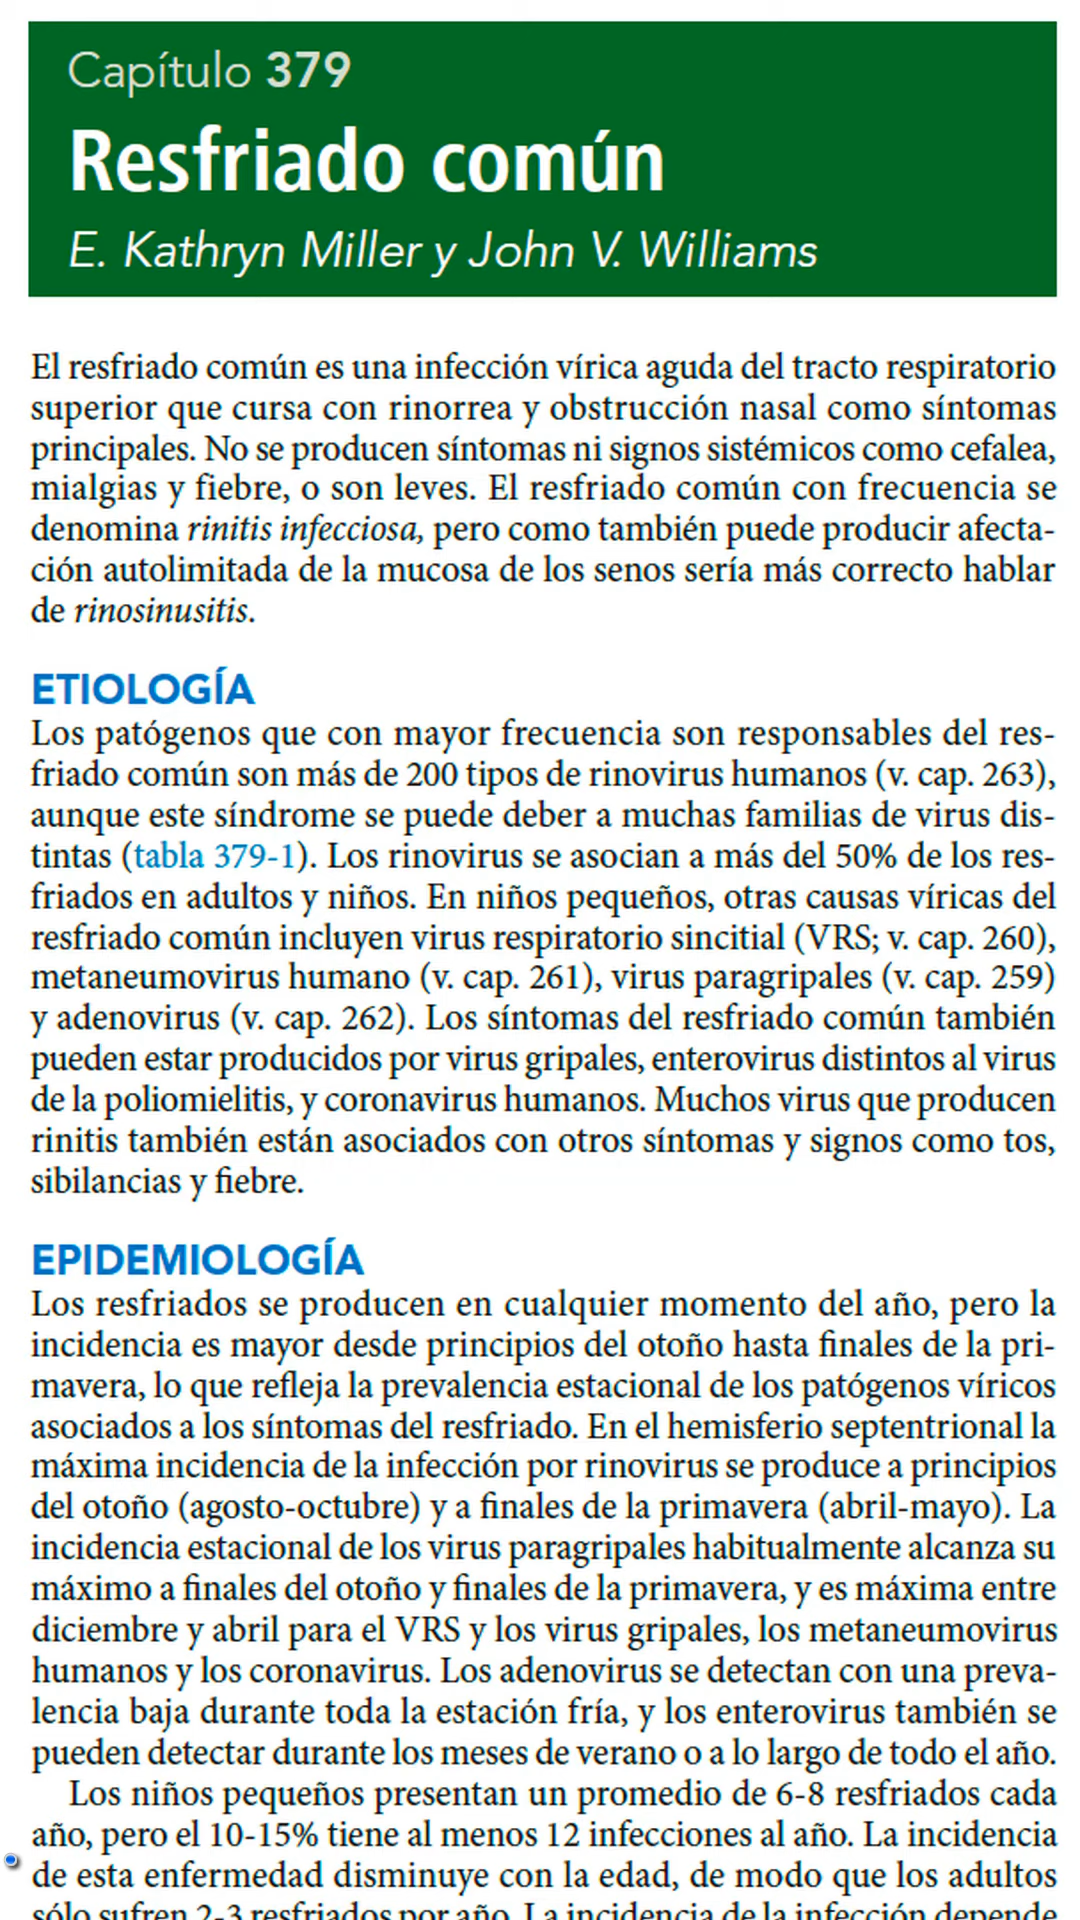 Capítulo 379
Resfriado común
E. Kathryn Miller y John V. Williams
El resfriado común es una infección vírica aguda del tracto respiratorio
superior que cursa con rinorrea y obstrucción nasal como síntomas
principales. No se producen síntomas ni signos sistémicos como cefalea,
mialgias y fiebre, o son leves. El resfriado común con frecuencia se
denomina rinitis infecciosa, pero como también puede producir afecta-
ción autolimitada de la mucosa de los senos sería más correcto hablar
de rinosinusitis.
ETIOLOGÍA
Los patógenos que con mayor frecuencia son responsables del res-
friado común son más de 200 tipos de rinovirus humanos (v. cap. 263),
aunque este síndrome se puede deber a muchas familias de virus dis-
tintas (tabla 379-1). Los rinovirus se asocian a más del 50% de los res-
friados en adultos y niños. En niños pequeños, otras causas víricas del
resfriado común incluyen virus respiratorio sincitial (VRS; v. cap. 260),
metaneumovirus humano (v. cap. 261), virus paragripales (v. cap. 259)
y adenovirus (v. cap. 262). Los síntomas del resfriado común también
pueden estar producidos por virus gripales, enterovirus distintos al virus
de la poliomielitis, y coronavirus humanos. Muchos virus que producen
rinitis también están asociados con otros síntomas y signos como tos,
sibilancias y fiebre.
EPIDEMIOLOGÍA
Los resfriados se producen en cualquier momento del año, pero la
incidencia es mayor desde principios del otoño hasta finales de la pri-
mavera, lo que refleja la prevalencia estacional de los patógenos víricos
asociados a los síntomas del resfriado. En el hemisferio septentrional la
máxima incidencia de la infección por rinovirus se produce a principios
del otoño (agosto-octubre) y a finales de la primavera (abril-mayo). La
incidencia estacional de los virus paragripales habitualmente alcanza su
máximo a finales del otoño y finales de la primavera, y es máxima entre
diciembre y abril para el VRS y los virus gripales, los metaneumovirus
humanos y los coronavirus. Los adenovirus se detectan con una preva-
lencia baja durante toda la estación fría, y los enterovirus también se
pueden detectar durante los meses de verano o a lo largo de todo el año.
Los niños pequeños presentan un promedio de 6-8 resfriados cada
año, pero el 10-15% tiene al menos 12 infecciones al año. La incidencia
de esta enfermedad disminuye con la edad, de modo que los adultos
sólo sufren 2-3 resfriados por año. La incidencia de la infección depende